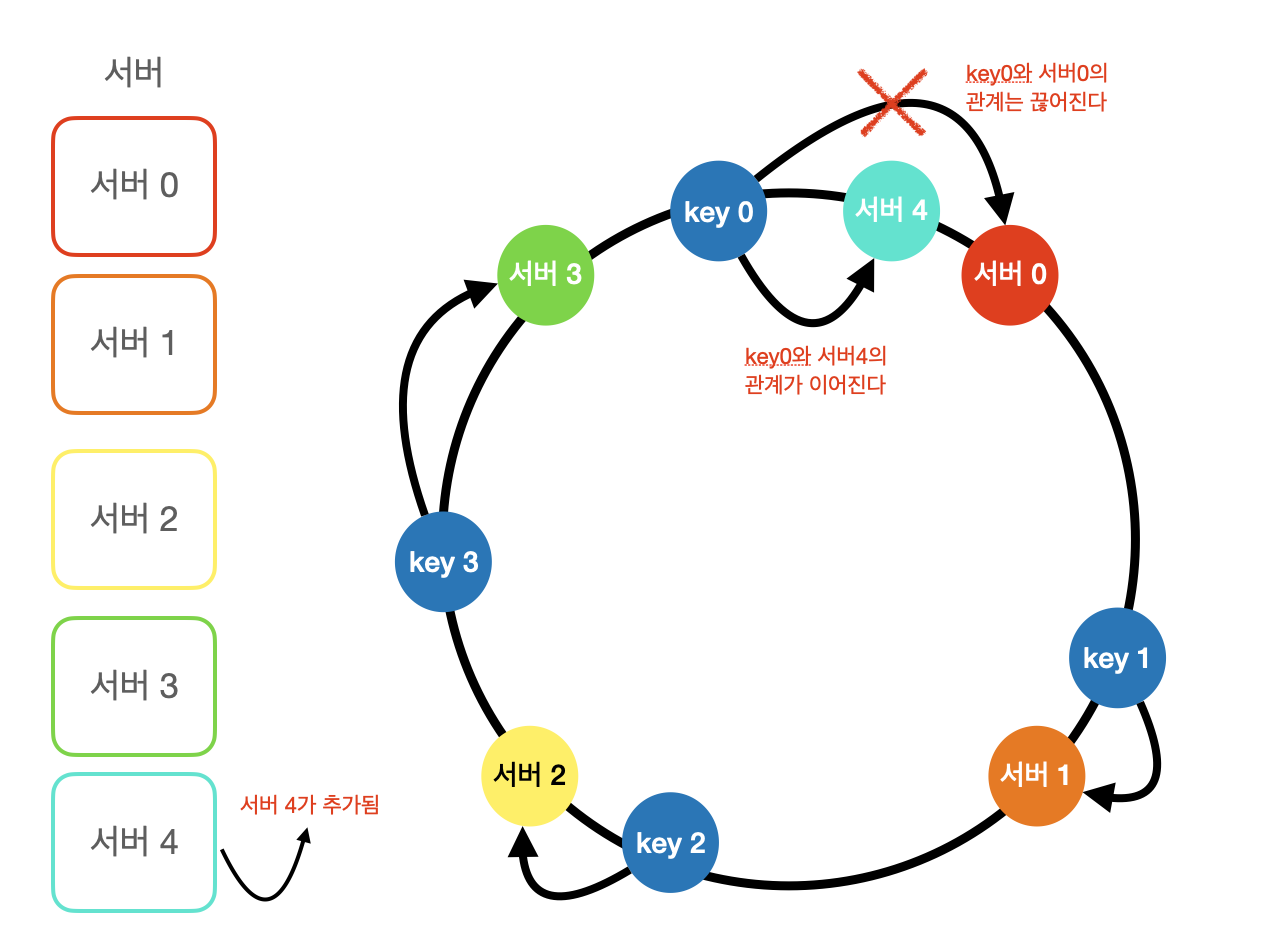 서버
서버 0
서버 1
서버 2
서버 3
서버 4
서버 4가 추가됨
key0와 서버0의
관계는 끊어진다
key 0
서버 4
서버 3
서버 0
key0와 서버4의
관계가 이어진다
key 3
key 1
서버 2
서버 1
key 2